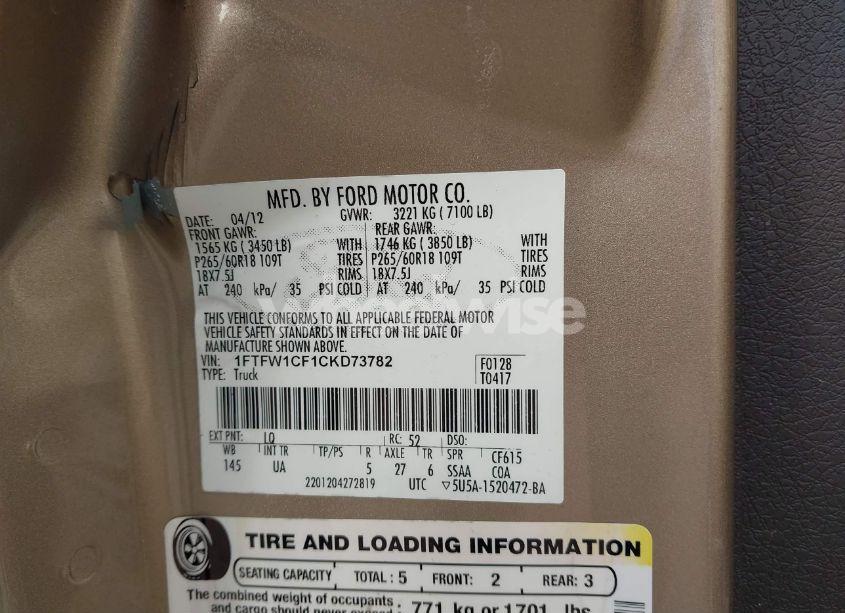 MFD. BY FORD MOTOR CO.
DATE: 04/12 GVWR: 3221 KG ( 7100 LB)
FRONT GAWR: REAR GAWR:
1565 KG ( 3450 LB) WITH 1746 KG ( 3850 LB) WITH
P265/60R18 109T TIRES P265/60R18 109T TIRES
18X7.5J RIMS 18X7.5J RIMS
AT 240 kPa/ 35 PSI COLD AT 240 kPa/ 35 PSI COLD
THIS VEHICLE CONFORMS TO ALL APPLICABLE FEDERAL MOTOR
VEHICLE SAFETY STANDARDS IN EFFECT ON THE DATE OF
MANUFACTURE SHOWN ABOVE.
VIN: 1FTFW1CF1CKD73782 F0128
TYPE: Truck T0417
EXT PNT: LQ RC: 52 DSO:
WB INT TR TP/PS R AXLE TR SPR CF615
145 UA 5 27 6 SSAA COA
2201204272819 UTC ▽5U5A-1520472-BA
TIRE AND LOADING INFORMATION
SEATING CAPACITY TOTAL : 5 FRONT: 2 REAR: 3
The combined weight of occupants
and cargo should never exceed : 771 kg or 1701 lbs